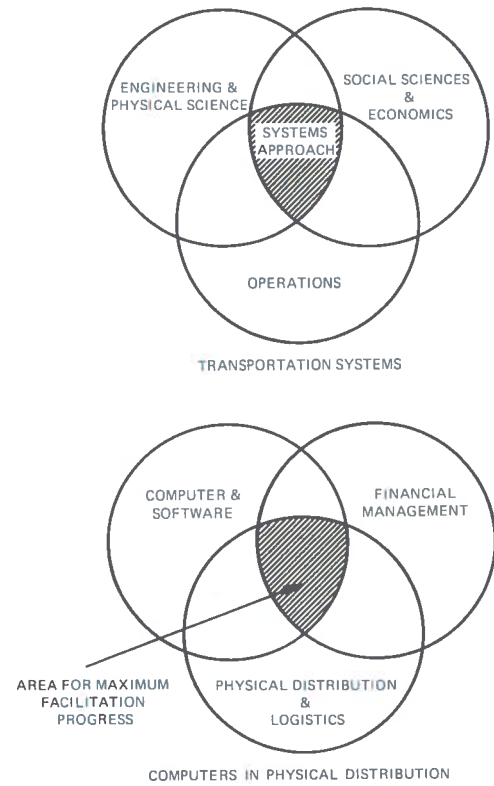 ENGINEERING &
PHYSICAL SCIENCE
SOCIAL SCIENCES
&
ECONOMICS
SYSTEMS
APPROACH
OPERATIONS
TRANSPORTATION SYSTEMS
COMPUTER &
SOFTWARE
FINANCIAL
MANAGEMENT
AREA FOR MAXIMUM
FACILITATION
PROGRESS
PHYSICAL DISTRIBUTION
&
LOGISTICS
COMPUTERS IN PHYSICAL DISTRIBUTION